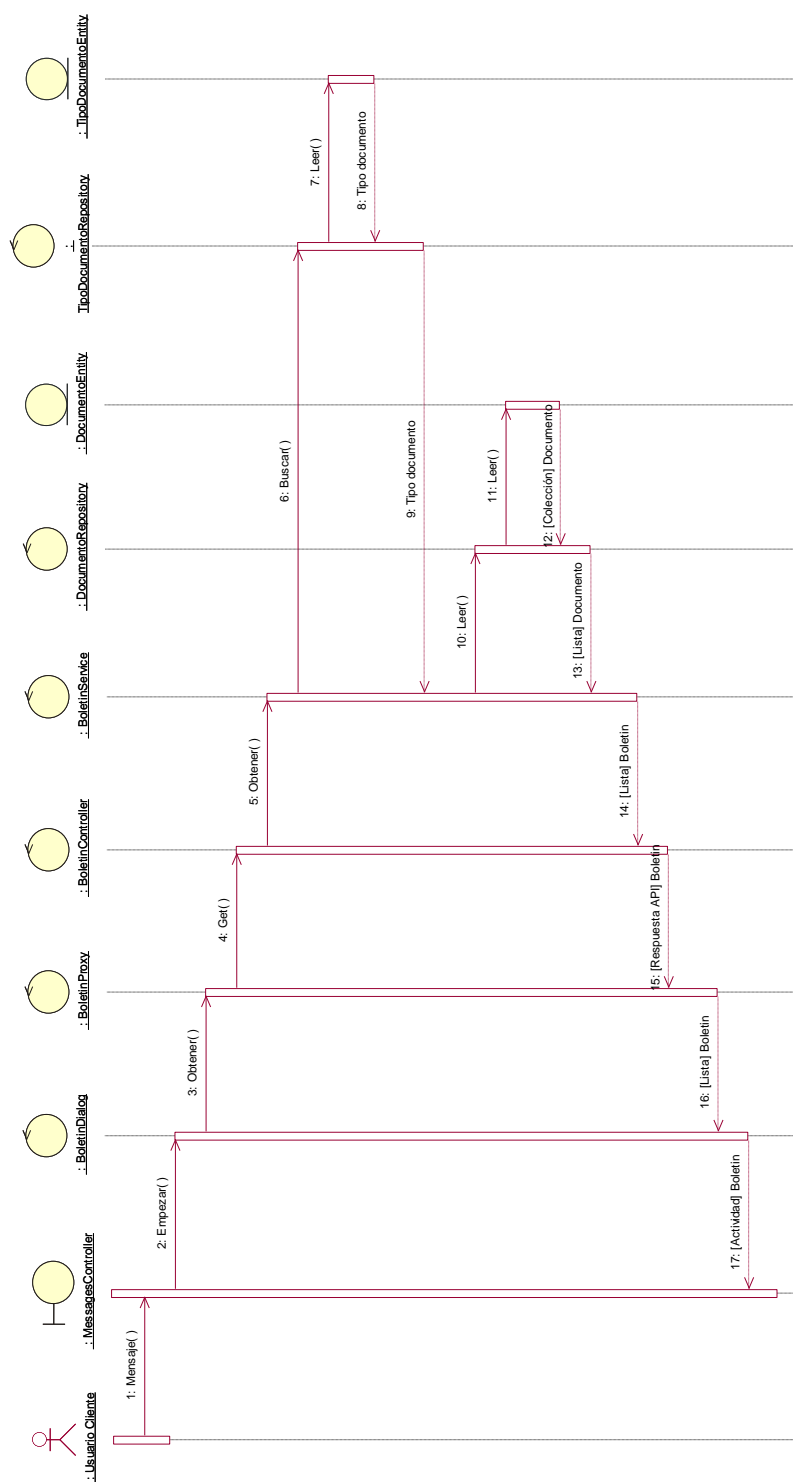 : Usuario Cliente
: MessagesController
: BoletinDialog
: BoletinProxy
: BoletinController
: BoletinService
: DocumentoRepository
: DocumentoEntity
:
TipoDocumentoRepository
: TipoDocumentoEntity
1: Mensaje( )
2: Empezar( )
3: Obtener( )
4: Get( )
5: Obtener( )
6: Buscar( )
7: Leer( )
8: Tipo documento
9: Tipo documento
10: Leer( )
11: Leer( )
12: [Colección] Documento
13: [Lista] Documento
14: [Lista] Boletin
15: [Respuesta API] Boletin
16: [Lista] Boletin
17: [Actividad] Boletin